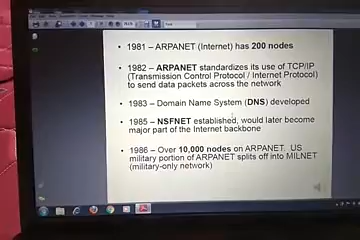 • 1981 – ARPANET (Internet) has 200 nodes
• 1982 – ARPANET standardizes its use of TCP/IP
(Transmission Control Protocol / Internet Protocol)
to send data packets across the network
• 1983 – Domain Name System (DNS) developed
• 1985 – NSFNET established, would later become
major part of the Internet backbone
• 1986 – Over 10,000 nodes on ARPANET. US
military portion of ARPANET splits off into MILNET
(military-only network)